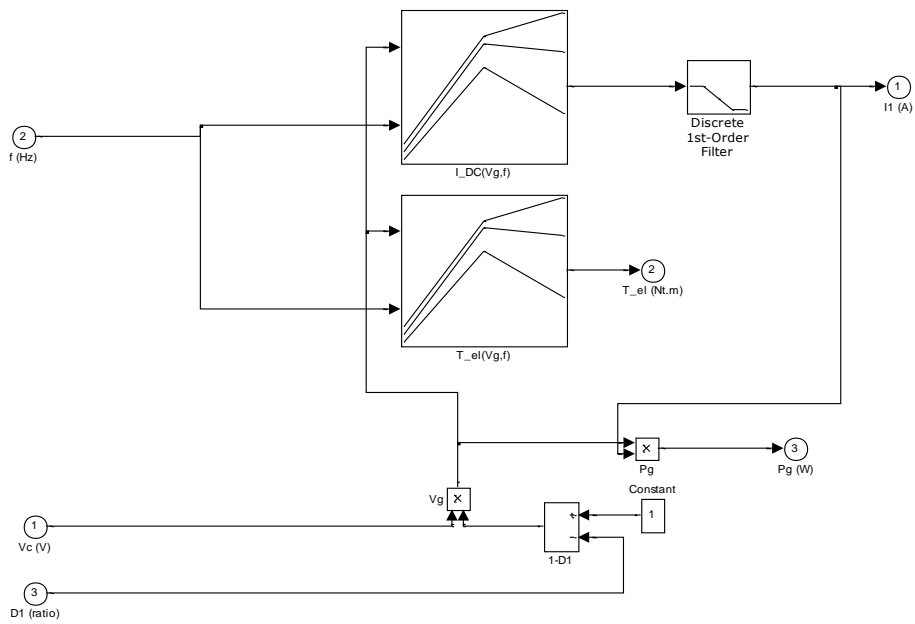 I_DC(Vg,f)
Discrete
1st-Order
Filter
1
I1 (A)
2
f (Hz)
T_el(Vg,f)
2
T_el (Nt.m)
×
Pg
3
Pg (W)
Vg
×
Constant
1
+
−
1-D1
1
Vc (V)
3
D1 (ratio)